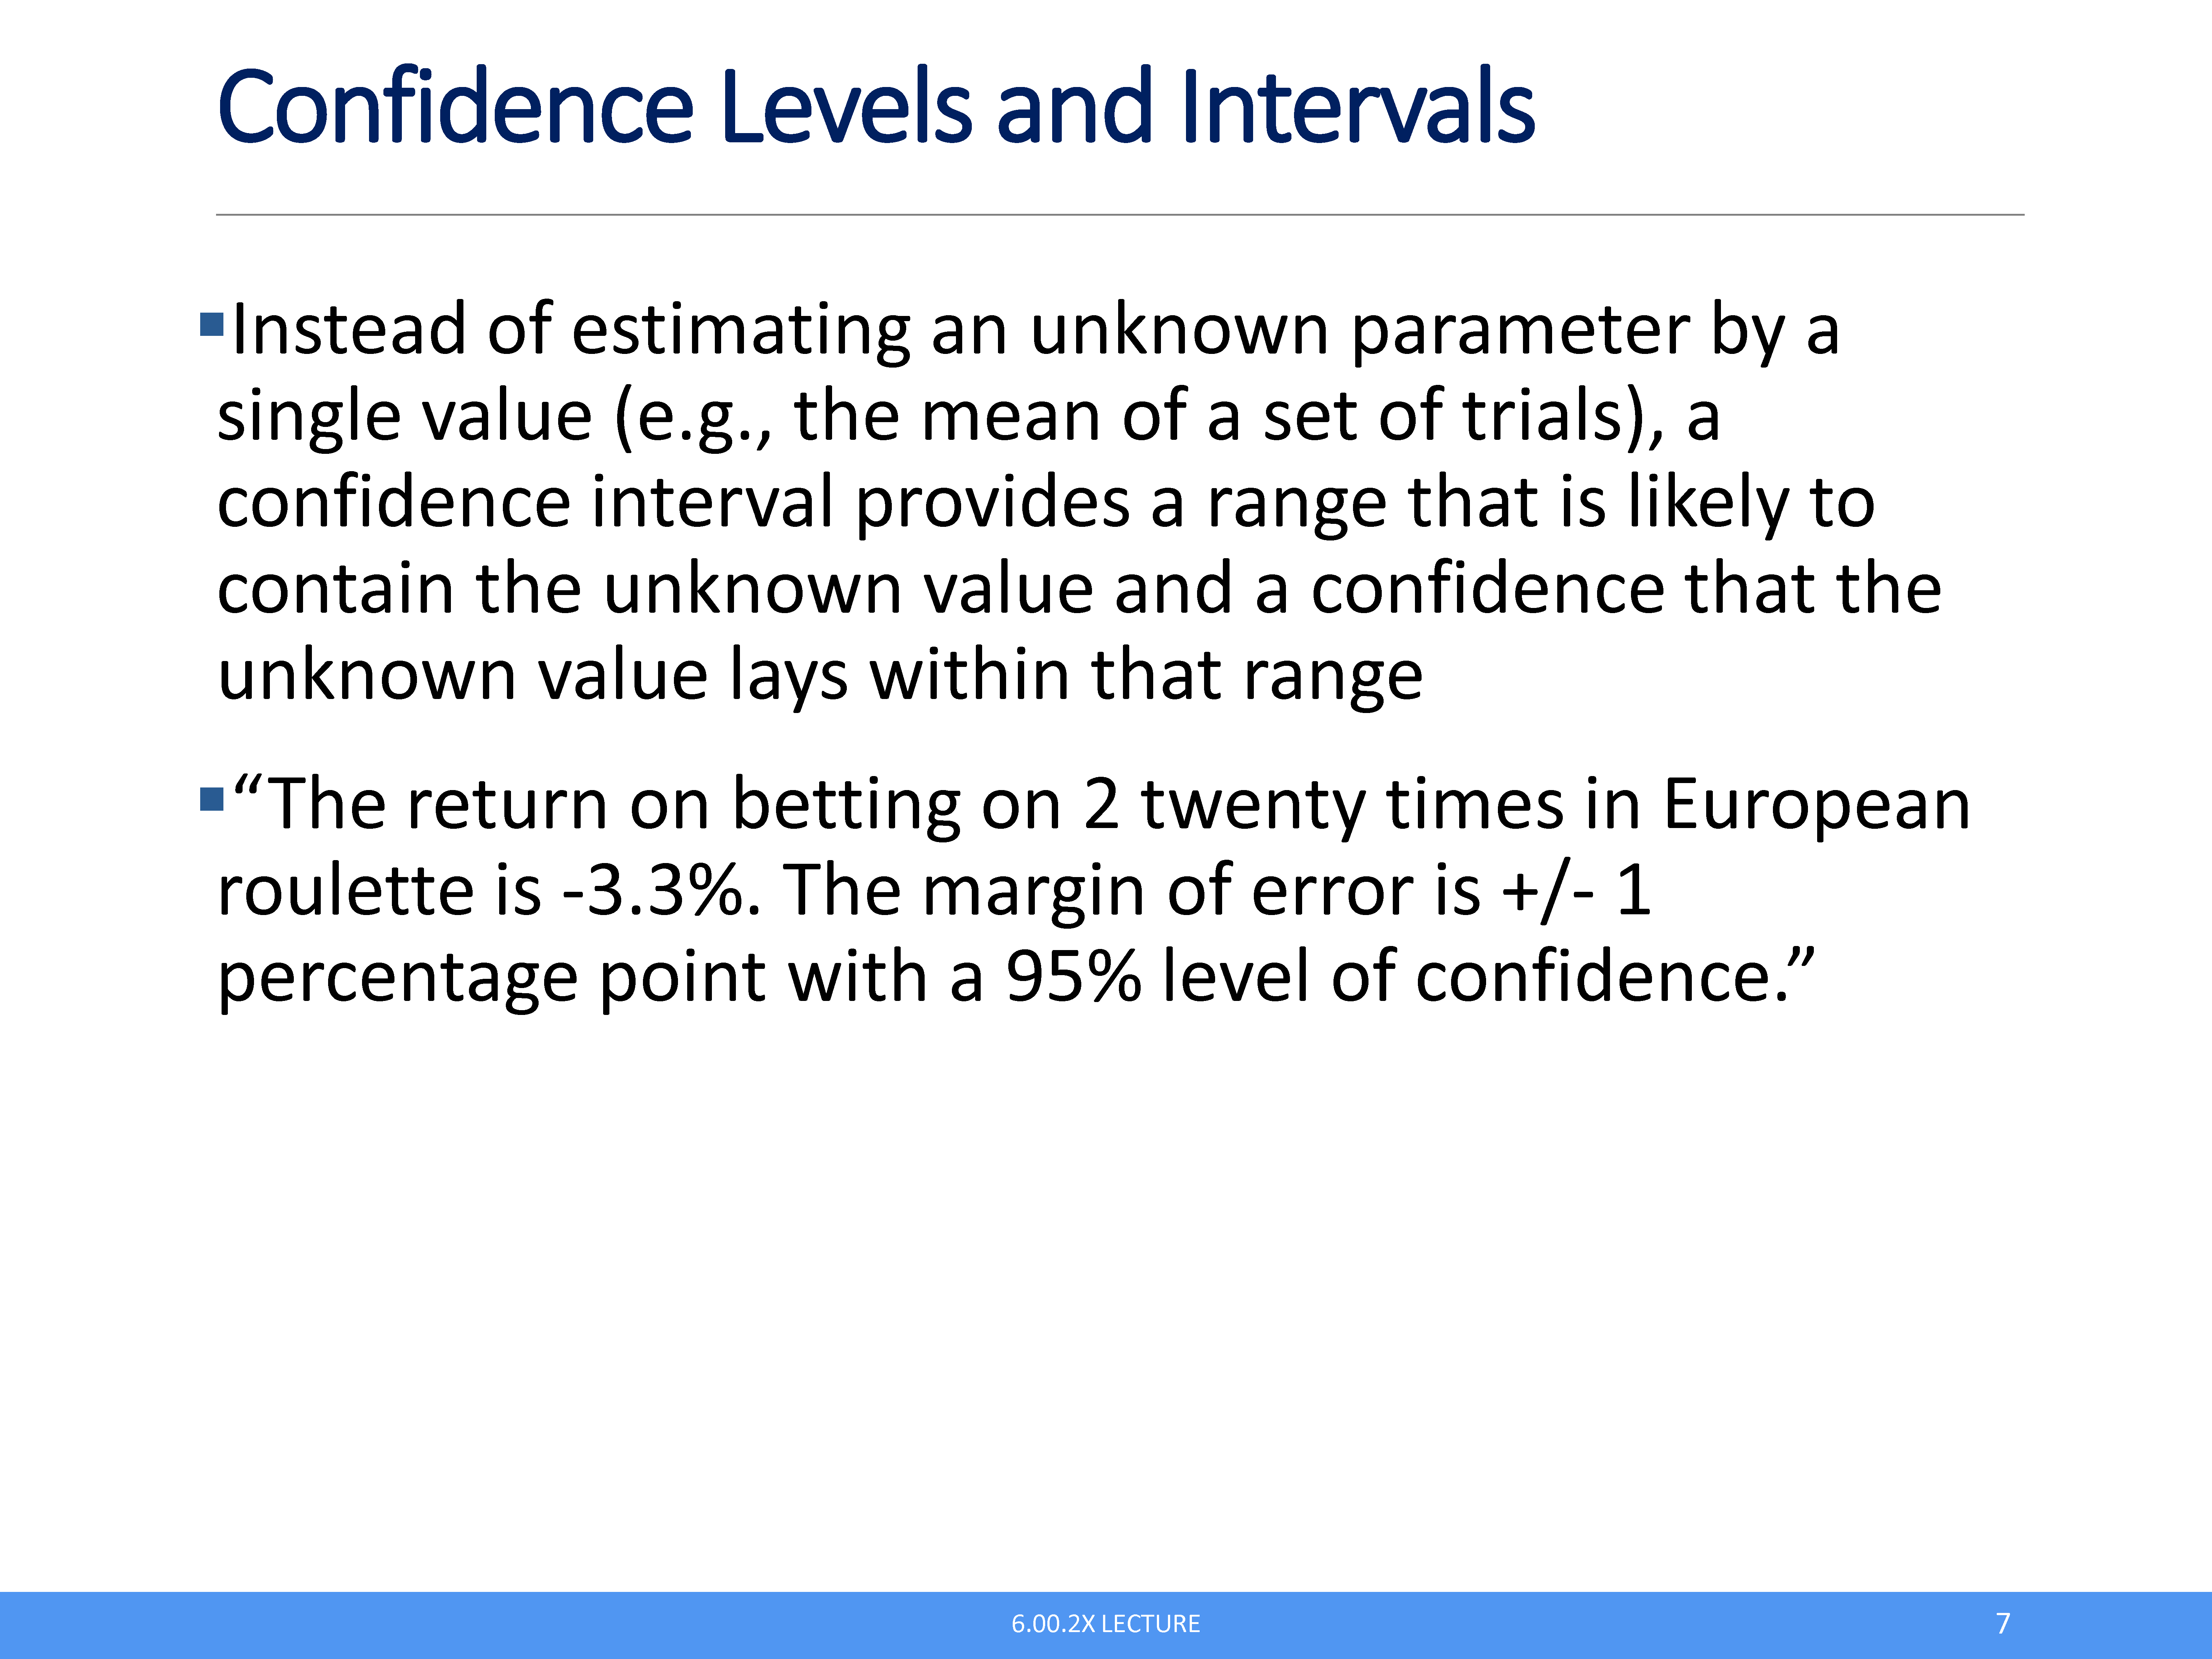 Confidence Levels and Intervals
▪Instead of estimating an unknown parameter by a
single value (e.g., the mean of a set of trials), a
confidence interval provides a range that is likely to
contain the unknown value and a confidence that the
unknown value lays within that range
▪“The return on betting on 2 twenty times in European
roulette is -3.3%. The margin of error is +/- 1
percentage point with a 95% level of confidence.”
6.00.2X LECTURE
7